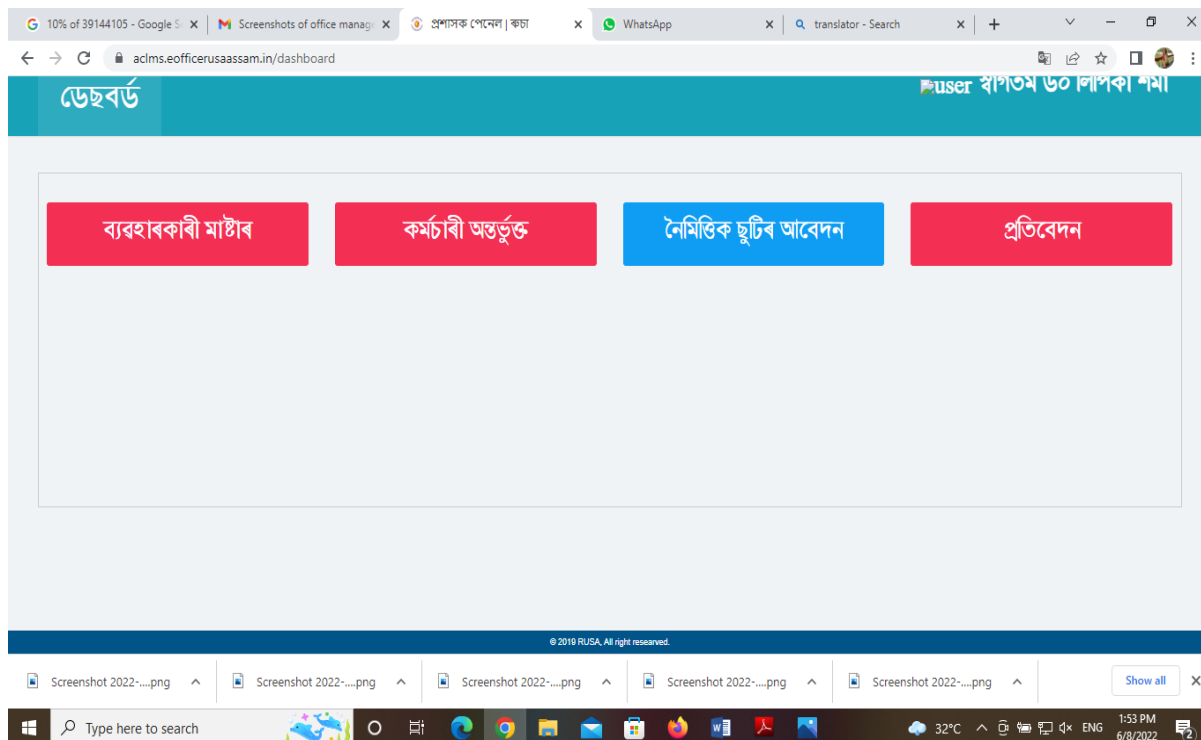 10% of 39144105 - Google S
Screenshots of office manag
প্ৰশাসক পেনেল | ৰুচা
WhatsApp
translator - Search
aclms.eofficerusaassam.in/dashboard
ডেছবৰ্ড
user স্বাগতম ড০ লিপিকা শৰ্মা
ব্যৱহাৰকাৰী মাষ্টাৰ
কৰ্মচাৰী অন্তৰ্ভুক্ত
নৈমিত্তিক ছুটিৰ আবেদন
প্ৰতিবেদন
© 2019 RUSA, All right researved.
Screenshot 2022-....png
Screenshot 2022-....png
Screenshot 2022-....png
Screenshot 2022-....png
Screenshot 2022-....png
Show all
Type here to search
32°C
ENG
1:53 PM
6/8/2022
2